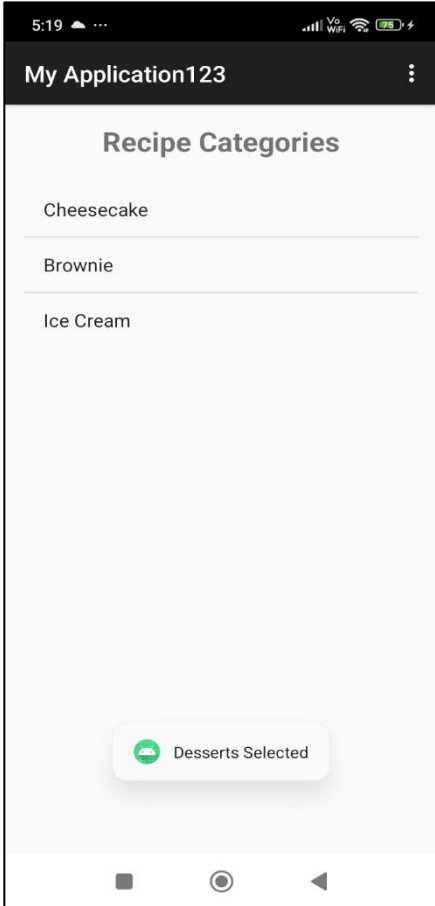 5:19 ...
Vo
WiFi
75
My Application123
Recipe Categories
Cheesecake
Brownie
Ice Cream
Desserts Selected